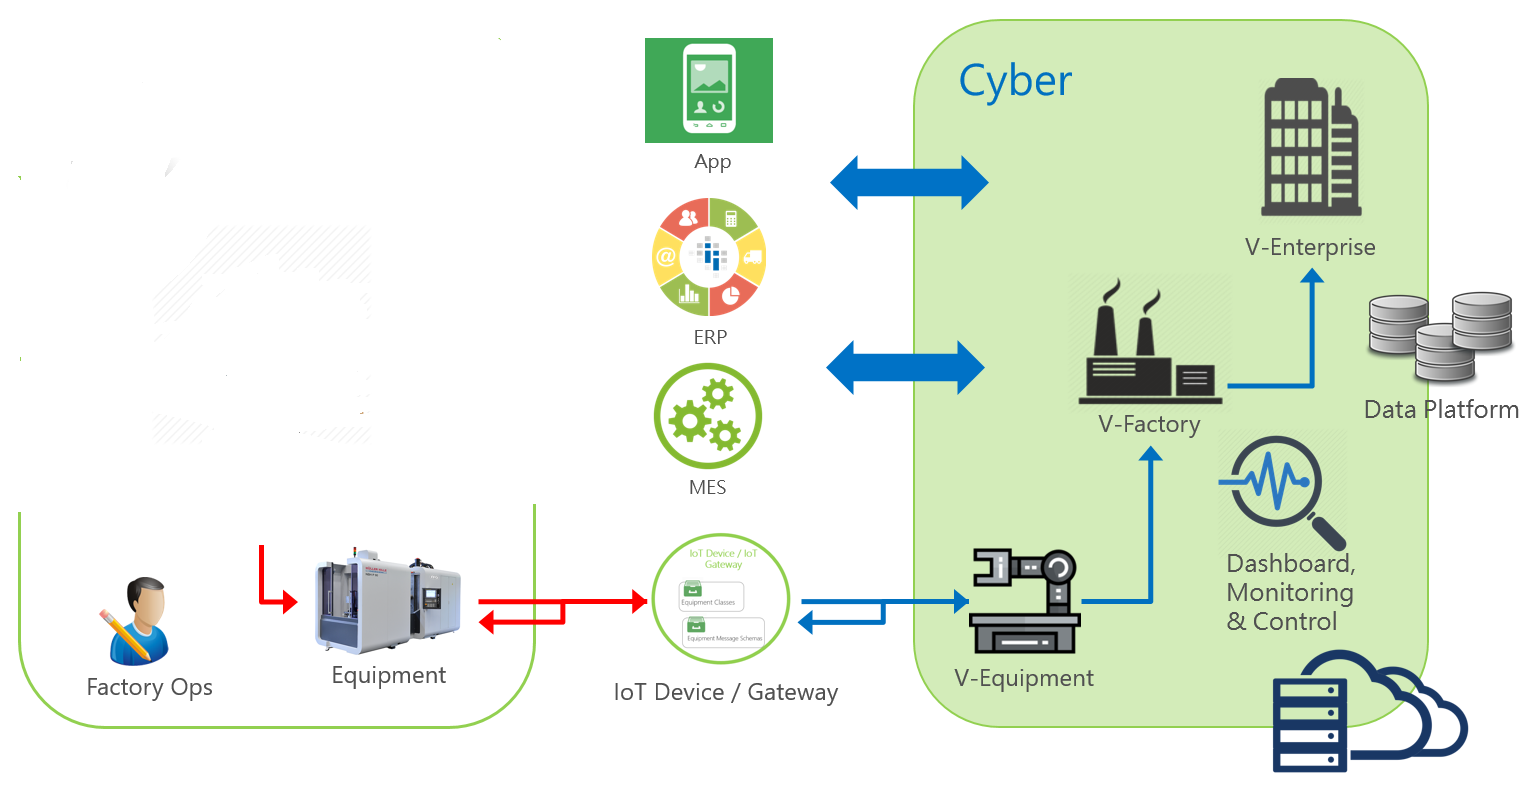 Cyber
App
V-Enterprise
ERP
Data Platform
V-Factory
MES
IoT Device / IoT
Gateway
Equipment Classes
Equipment Message Schemas
Dashboard,
Monitoring
& Control
Factory Ops
Equipment
IoT Device / Gateway
V-Equipment